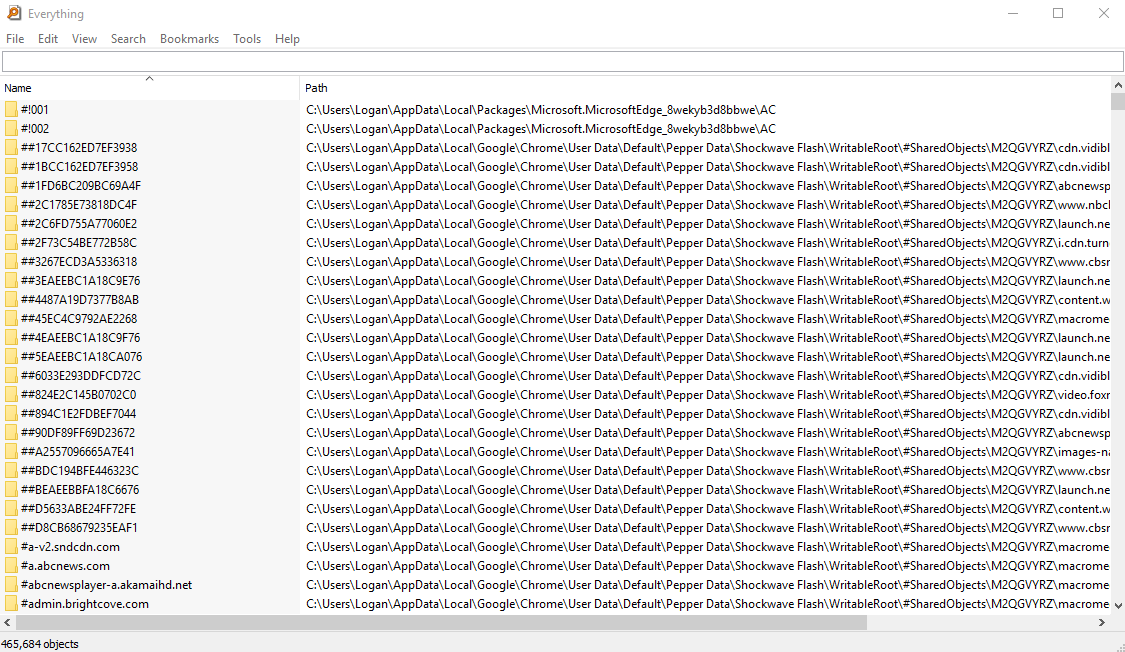 Everything
File Edit View Search Bookmarks Tools Help
Name Path
#!001 C:\Users\Logan\AppData\Local\Packages\Microsoft.MicrosoftEdge_8wekyb3d8bbwe\AC
#!002 C:\Users\Logan\AppData\Local\Packages\Microsoft.MicrosoftEdge_8wekyb3d8bbwe\AC
##17CC162ED7EF3938 C:\Users\Logan\AppData\Local\Google\Chrome\User Data\Default\Pepper Data\Shockwave Flash\WritableRoot\#SharedObjects\M2QGVYRZ\cdn.vidibl
##1BCC162ED7EF3958 C:\Users\Logan\AppData\Local\Google\Chrome\User Data\Default\Pepper Data\Shockwave Flash\WritableRoot\#SharedObjects\M2QGVYRZ\cdn.vidibl
##1FD6BC209BC69A4F C:\Users\Logan\AppData\Local\Google\Chrome\User Data\Default\Pepper Data\Shockwave Flash\WritableRoot\#SharedObjects\M2QGVYRZ\abcnewsp
##2C1785E73818DC4F C:\Users\Logan\AppData\Local\Google\Chrome\User Data\Default\Pepper Data\Shockwave Flash\WritableRoot\#SharedObjects\M2QGVYRZ\www.nbcl
##2C6FD755A77060E2 C:\Users\Logan\AppData\Local\Google\Chrome\User Data\Default\Pepper Data\Shockwave Flash\WritableRoot\#SharedObjects\M2QGVYRZ\launch.ne
##2F73C54BE772B58C C:\Users\Logan\AppData\Local\Google\Chrome\User Data\Default\Pepper Data\Shockwave Flash\WritableRoot\#SharedObjects\M2QGVYRZ\i.cdn.turn
##3267ECD3A5336318 C:\Users\Logan\AppData\Local\Google\Chrome\User Data\Default\Pepper Data\Shockwave Flash\WritableRoot\#SharedObjects\M2QGVYRZ\www.cbsr
##3EAEEBC1A18C9E76 C:\Users\Logan\AppData\Local\Google\Chrome\User Data\Default\Pepper Data\Shockwave Flash\WritableRoot\#SharedObjects\M2QGVYRZ\launch.ne
##4487A19D7377B8AB C:\Users\Logan\AppData\Local\Google\Chrome\User Data\Default\Pepper Data\Shockwave Flash\WritableRoot\#SharedObjects\M2QGVYRZ\content.w
##45EC4C9792AE2268 C:\Users\Logan\AppData\Local\Google\Chrome\User Data\Default\Pepper Data\Shockwave Flash\WritableRoot\#SharedObjects\M2QGVYRZ\macrome
##4EAEEBC1A18C9F76 C:\Users\Logan\AppData\Local\Google\Chrome\User Data\Default\Pepper Data\Shockwave Flash\WritableRoot\#SharedObjects\M2QGVYRZ\launch.ne
##5EAEEBC1A18CA076 C:\Users\Logan\AppData\Local\Google\Chrome\User Data\Default\Pepper Data\Shockwave Flash\WritableRoot\#SharedObjects\M2QGVYRZ\launch.ne
##6033E293DDFCD72C C:\Users\Logan\AppData\Local\Google\Chrome\User Data\Default\Pepper Data\Shockwave Flash\WritableRoot\#SharedObjects\M2QGVYRZ\cdn.vidibl
##824E2C145B0702C0 C:\Users\Logan\AppData\Local\Google\Chrome\User Data\Default\Pepper Data\Shockwave Flash\WritableRoot\#SharedObjects\M2QGVYRZ\video.foxr
##894C1E2FDBEF7044 C:\Users\Logan\AppData\Local\Google\Chrome\User Data\Default\Pepper Data\Shockwave Flash\WritableRoot\#SharedObjects\M2QGVYRZ\cdn.vidibl
##90DF89FF69D23672 C:\Users\Logan\AppData\Local\Google\Chrome\User Data\Default\Pepper Data\Shockwave Flash\WritableRoot\#SharedObjects\M2QGVYRZ\abcnewsp
##A2557096665A7E41 C:\Users\Logan\AppData\Local\Google\Chrome\User Data\Default\Pepper Data\Shockwave Flash\WritableRoot\#SharedObjects\M2QGVYRZ\images-na
##BDC194BFE446323C C:\Users\Logan\AppData\Local\Google\Chrome\User Data\Default\Pepper Data\Shockwave Flash\WritableRoot\#SharedObjects\M2QGVYRZ\www.cbsr
##BEAEEBBFA18C6676 C:\Users\Logan\AppData\Local\Google\Chrome\User Data\Default\Pepper Data\Shockwave Flash\WritableRoot\#SharedObjects\M2QGVYRZ\launch.ne
##D5633ABE24FF72FE C:\Users\Logan\AppData\Local\Google\Chrome\User Data\Default\Pepper Data\Shockwave Flash\WritableRoot\#SharedObjects\M2QGVYRZ\content.w
##D8CB68679235EAF1 C:\Users\Logan\AppData\Local\Google\Chrome\User Data\Default\Pepper Data\Shockwave Flash\WritableRoot\#SharedObjects\M2QGVYRZ\www.cbsr
#a-v2.sndcdn.com C:\Users\Logan\AppData\Local\Google\Chrome\User Data\Default\Pepper Data\Shockwave Flash\WritableRoot\#SharedObjects\M2QGVYRZ\macrome
#a.abcnews.com C:\Users\Logan\AppData\Local\Google\Chrome\User Data\Default\Pepper Data\Shockwave Flash\WritableRoot\#SharedObjects\M2QGVYRZ\macrome
#abcnewsplayer-a.akamaihd.net C:\Users\Logan\AppData\Local\Google\Chrome\User Data\Default\Pepper Data\Shockwave Flash\WritableRoot\#SharedObjects\M2QGVYRZ\macrome
#admin.brightcove.com C:\Users\Logan\AppData\Local\Google\Chrome\User Data\Default\Pepper Data\Shockwave Flash\WritableRoot\#SharedObjects\M2QGVYRZ\macrome
465,684 objects